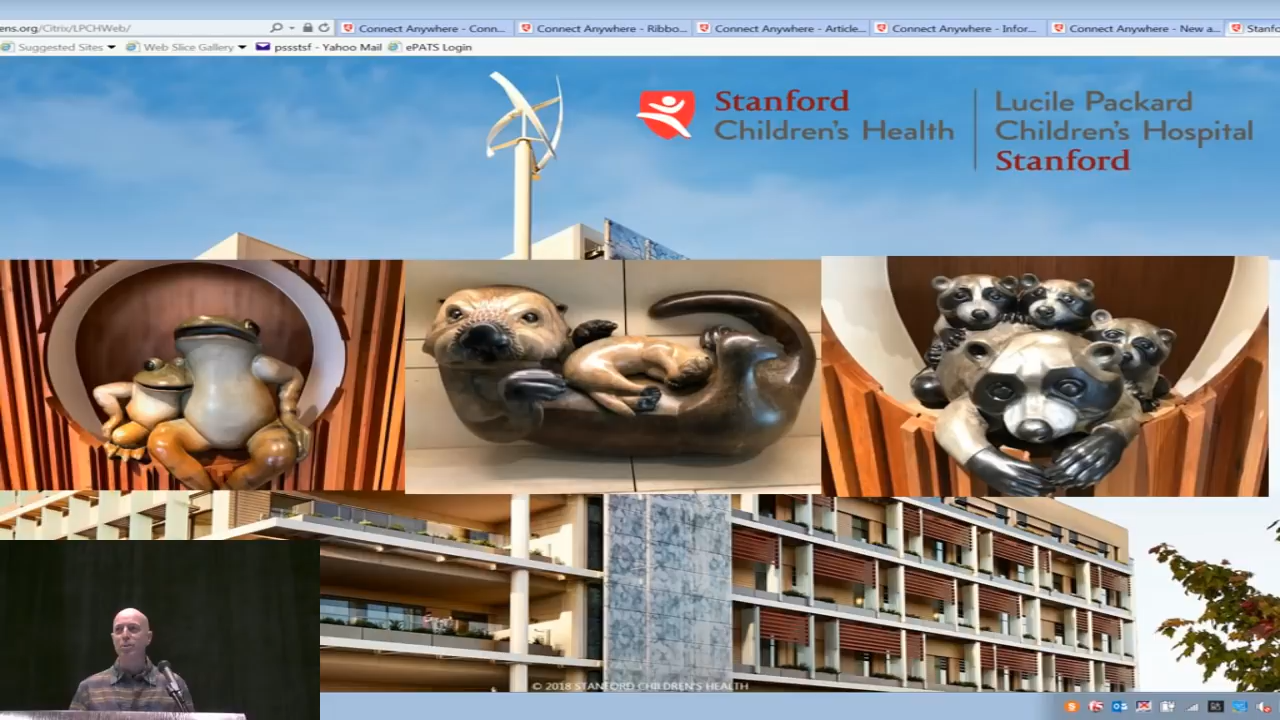 ens.org/Citrix/LPCHWeb/
Connect Anywhere - Conn...
Connect Anywhere - Ribbo...
Connect Anywhere - Article...
Connect Anywhere - Infor...
Connect Anywhere - New a...
Stanfo
Suggested Sites
Web Slice Gallery
pssstsf - Yahoo Mail
ePATS Login
Stanford
Children's Health
Lucile Packard
Children's Hospital
Stanford
© 2018 STANFORD CHILDREN'S HEALTH